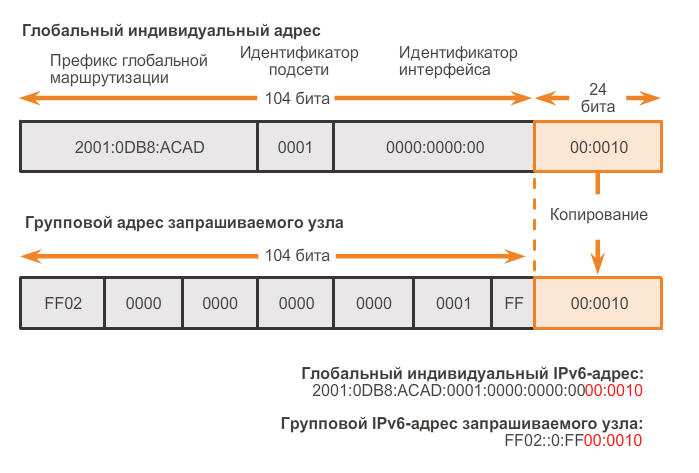 Глобальный индивидуальный адрес
Префикс глобальной
маршрутизации
Идентификатор
подсети
Идентификатор
интерфейса
104 бита
24
бита
2001:0DB8:ACAD
0001
0000:0000:00
00:0010
Копирование
Групповой адрес запрашиваемого узла
104 бита
FF02
0000
0000
0000
0000
0001
FF
00:0010
Глобальный индивидуальный IPv6-адрес:
2001:0DB8:ACAD:0001:0000:0000:0000:0010
Групповой IPv6-адрес запрашиваемого узла:
FF02::0:FF00:0010